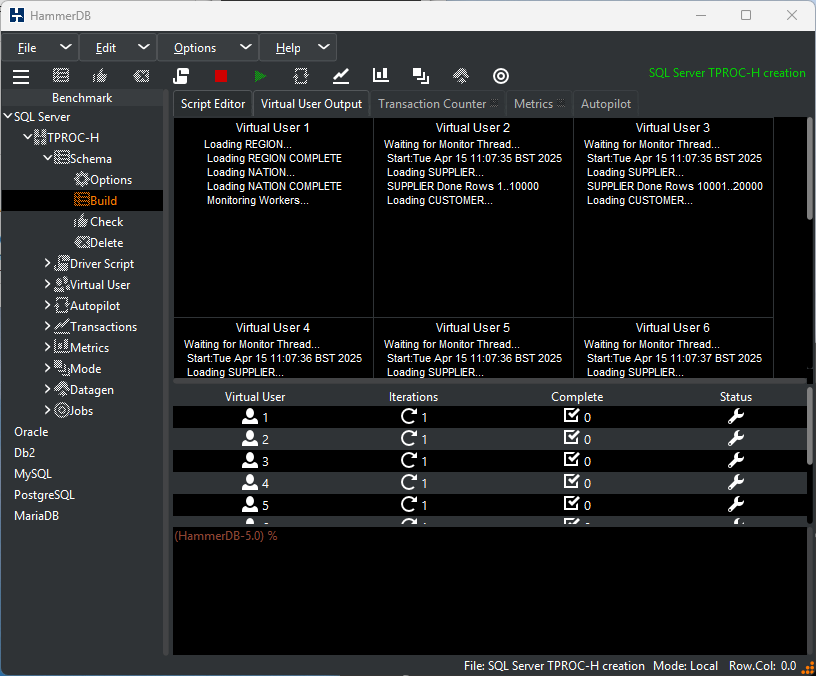 HammerDB
File Edit Options Help
SQL Server TPROC-H creation
Benchmark
SQL Server
TPROC-H
Schema
Options
Build
Check
Delete
Driver Script
Virtual User
Autopilot
Transactions
Metrics
Mode
Datagen
Jobs
Oracle
Db2
MySQL
PostgreSQL
MariaDB
Script Editor Virtual User Output Transaction Counter Metrics Autopilot
Virtual User 1
Loading REGION...
Loading REGION COMPLETE
Loading NATION...
Loading NATION COMPLETE
Monitoring Workers...
Virtual User 2
Waiting for Monitor Thread...
Start:Tue Apr 15 11:07:35 BST 2025
Loading SUPPLIER...
SUPPLIER Done Rows 1..10000
Loading CUSTOMER...
Virtual User 3
Waiting for Monitor Thread...
Start:Tue Apr 15 11:07:35 BST 2025
Loading SUPPLIER...
SUPPLIER Done Rows 10001..20000
Loading CUSTOMER...
Virtual User 4
Waiting for Monitor Thread...
Start:Tue Apr 15 11:07:36 BST 2025
Loading SUPPLIER...
Virtual User 5
Waiting for Monitor Thread...
Start:Tue Apr 15 11:07:36 BST 2025
Loading SUPPLIER...
Virtual User 6
Waiting for Monitor Thread...
Start:Tue Apr 15 11:07:37 BST 2025
Loading SUPPLIER...
Virtual User Iterations Complete Status
1 1 0
2 1 0
3 1 0
4 1 0
5 1 0
(HammerDB-5.0) %
File: SQL Server TPROC-H creation Mode: Local Row.Col: 0.0